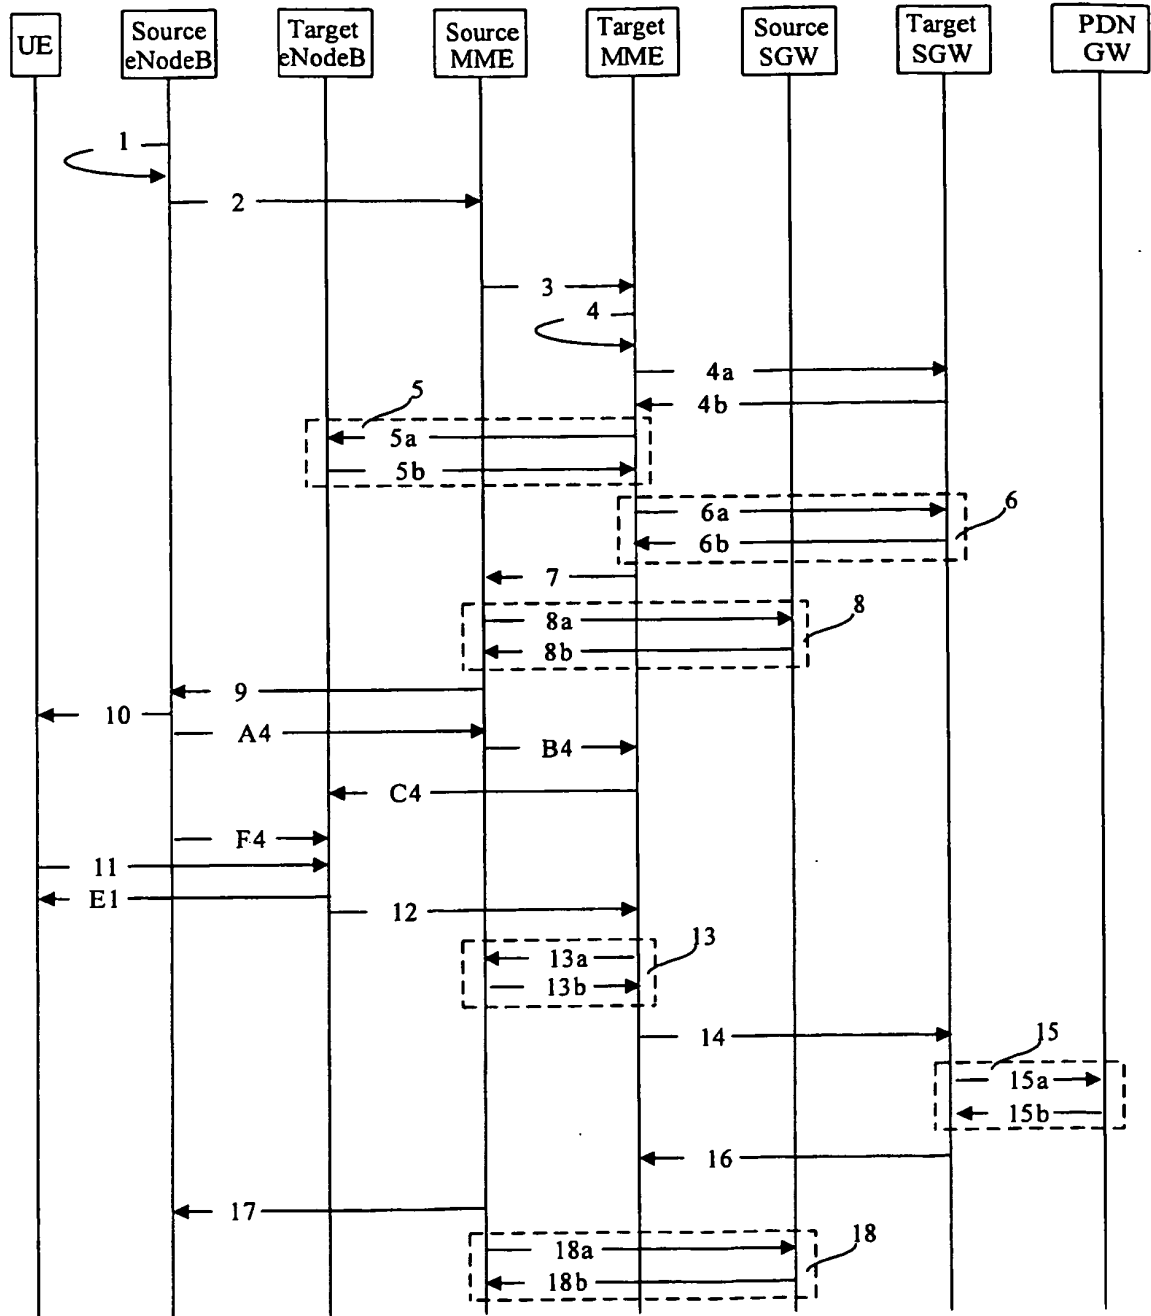 UE
Source
eNodeB
Target
eNodeB
Source
MME
Target
MME
Source
SGW
Target
SGW
PDN
GW
1
2
3
4
4a
4b
5
5a
5b
6a
6
6b
7
8
8a
8b
9
10
A4
B4
C4
F4
11
E1
12
13
13a
13b
14
15
15a
15b
16
17
18
18a
18b